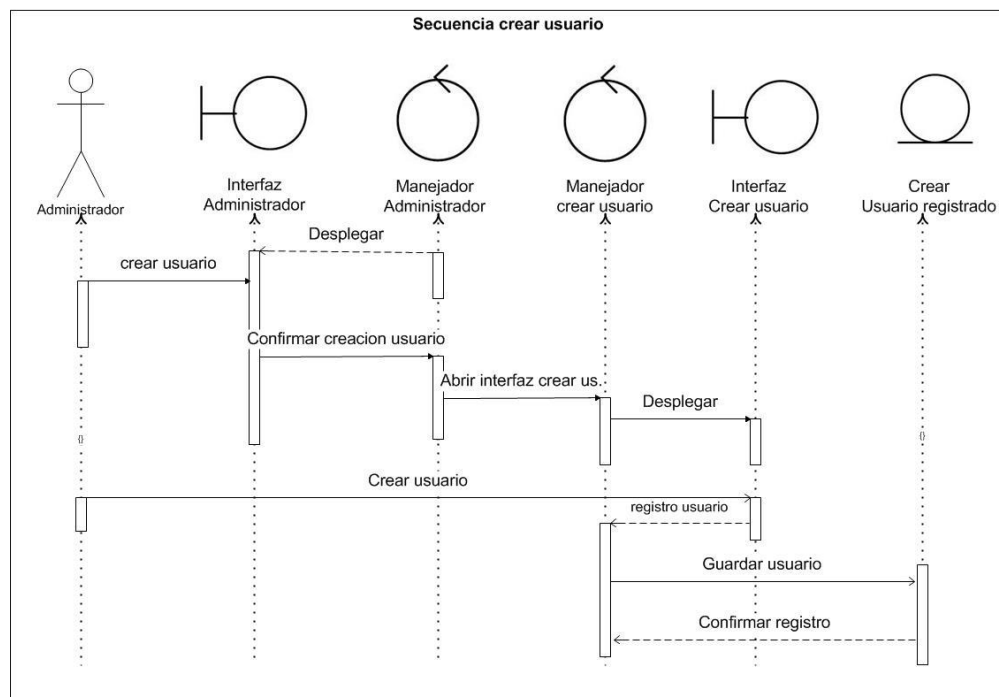 Secuencia crear usuario
Administrador
Interfaz
Administrador
Manejador
Administrador
Manejador
crear usuario
Interfaz
Crear usuario
Crear
Usuario registrado
Desplegar
crear usuario
Confirmar creacion usuario
Abrir interfaz crear us.
Desplegar
{}
{}
Crear usuario
registro usuario
Guardar usuario
Confirmar registro